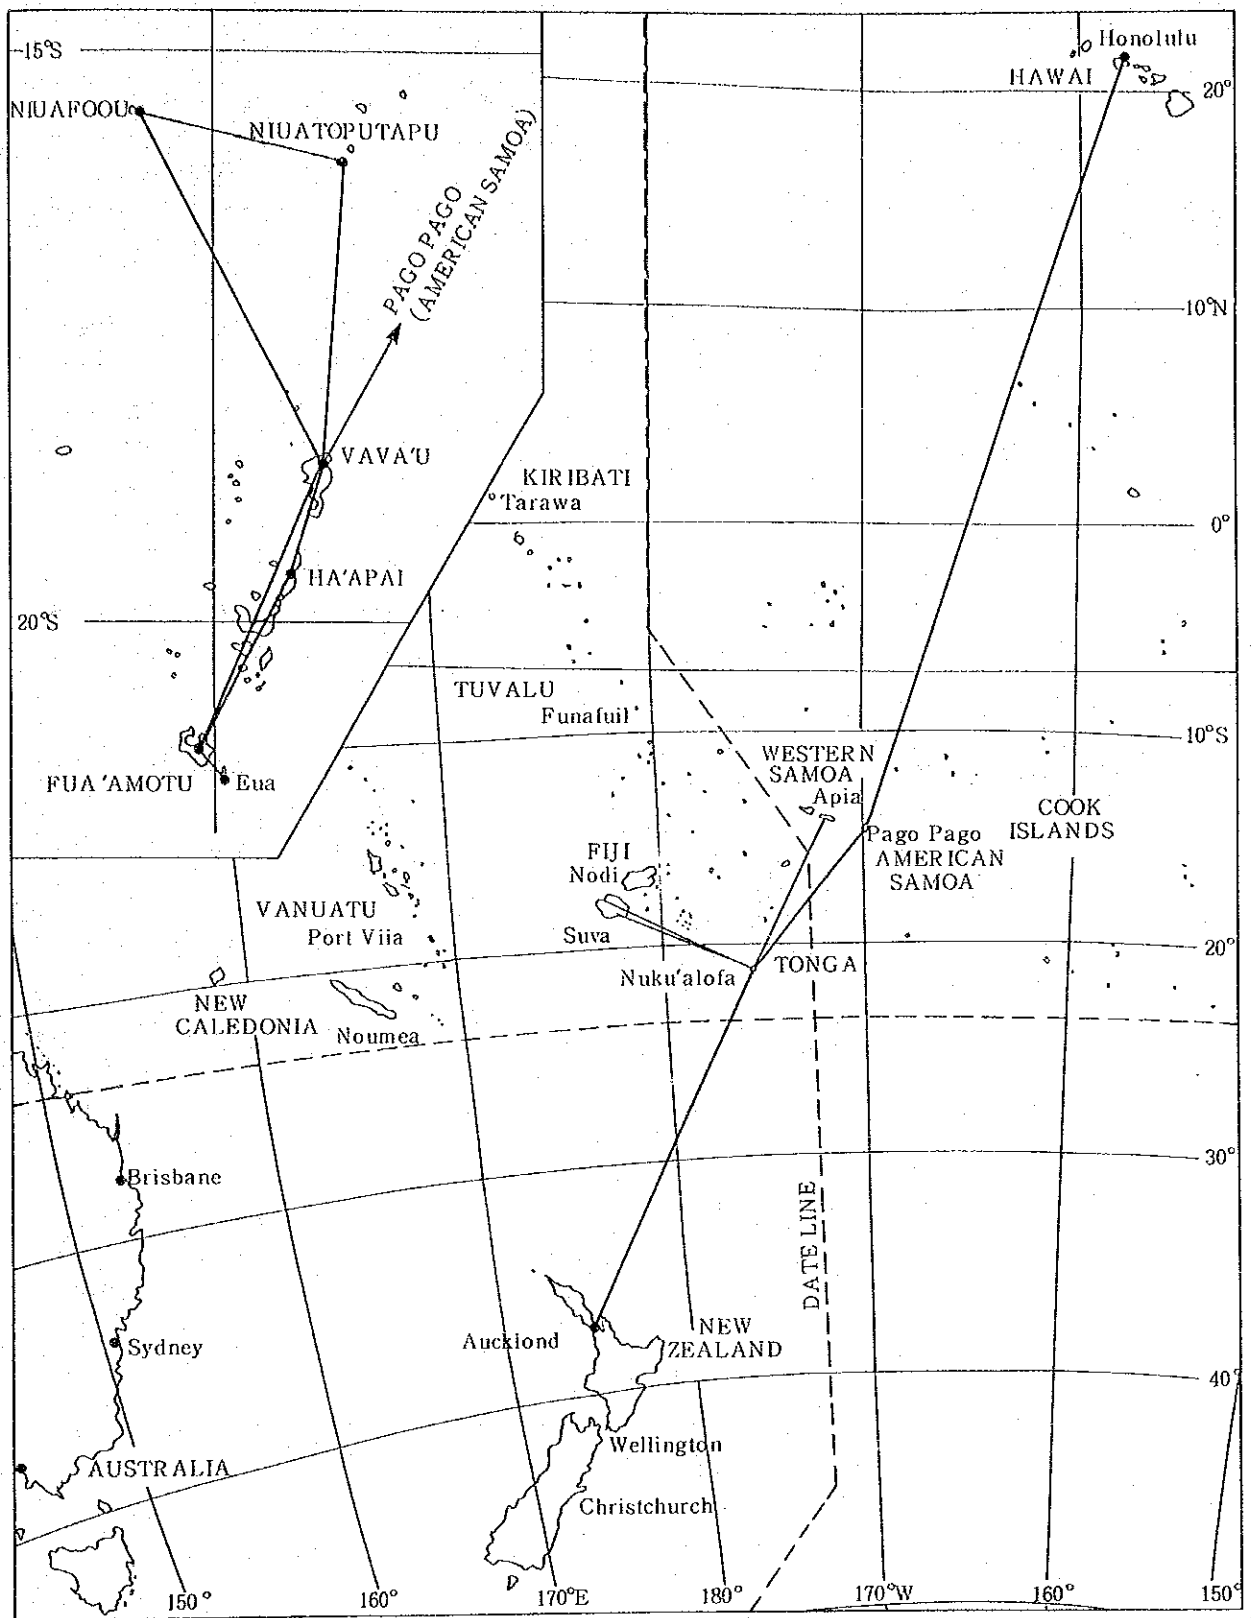 15°S
NIUAFOOU
NIUATOPUTAPU
PAGO PAGO
(AMERICAN SAMOA)
VAVA'U
HA'APAI
20°S
FUA'AMOTU
Eua
Honolutu
HAWAI
20°
10°N
KIRIBATI
Tarawa
0°
TUVALU
Funafuil
10°S
WESTERN
SAMOA
Apia
COOK
ISLANDS
Pago Pago
AMERICAN
SAMOA
FIJI
Nodi
VANUATU
Port Viia
Suva
20°
TONGA
Nuku'alofa
NEW
CALEDONIA
Noumea
Brisbane
30°
DATE LINE
Auckiond
NEW
ZEALAND
Sydney
40°
Wellington
AUSTRALIA
Christchurch
150°
160°
170°E
180°
170°W
160°
150°